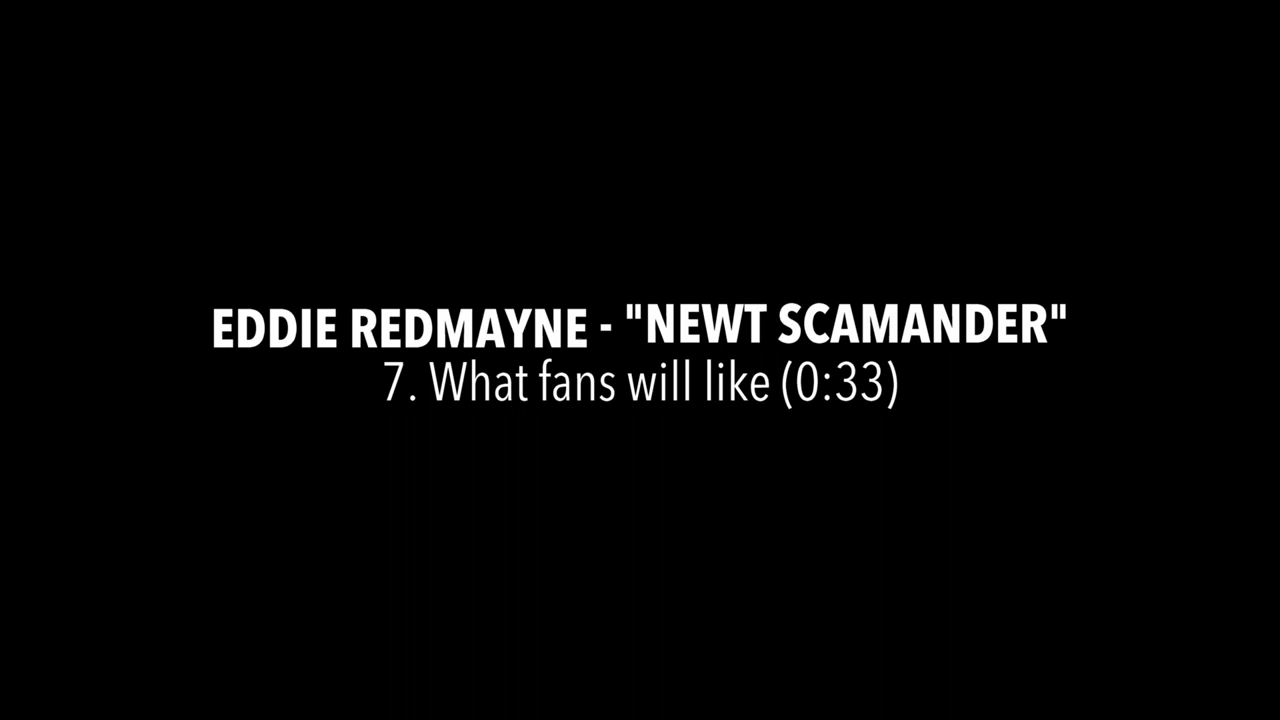 EDDIE REDMAYNE - "NEWT SCAMANDER"
7. What fans will like (0:33)